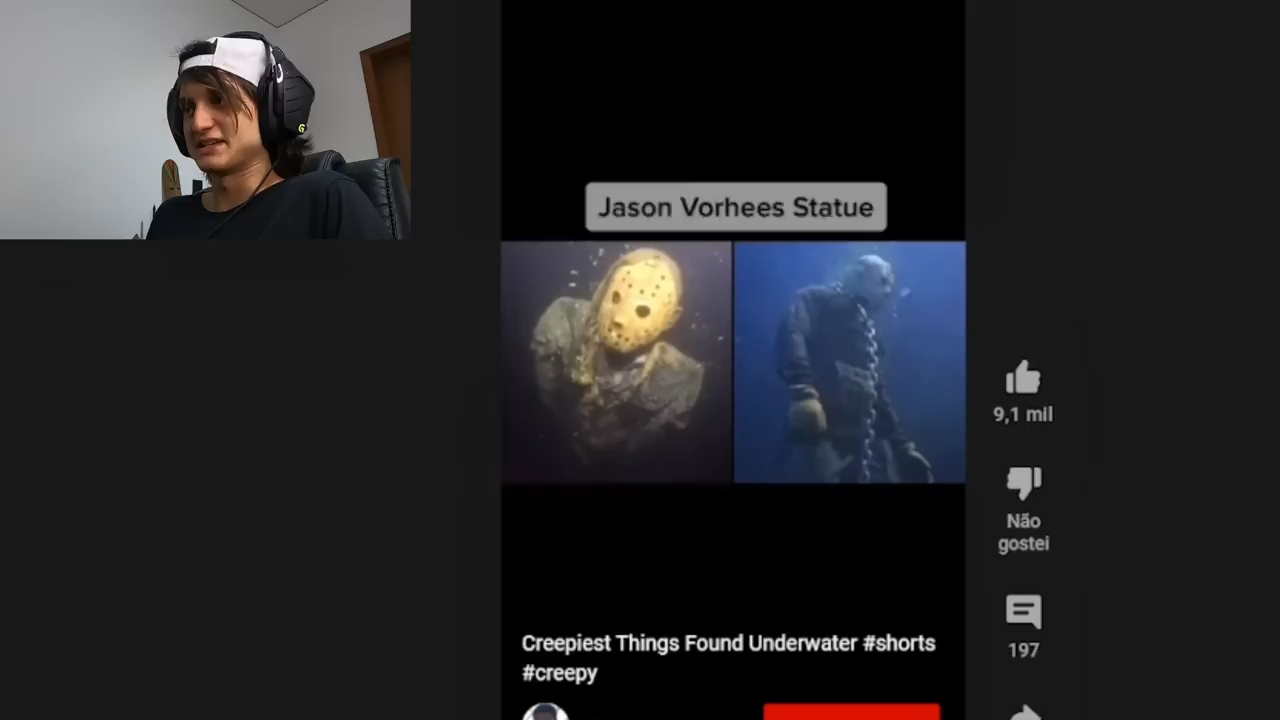 Jason Vorhees Statue
9,1 mil
Não
gostei
197
Creepiest Things Found Underwater #shorts
#creepy